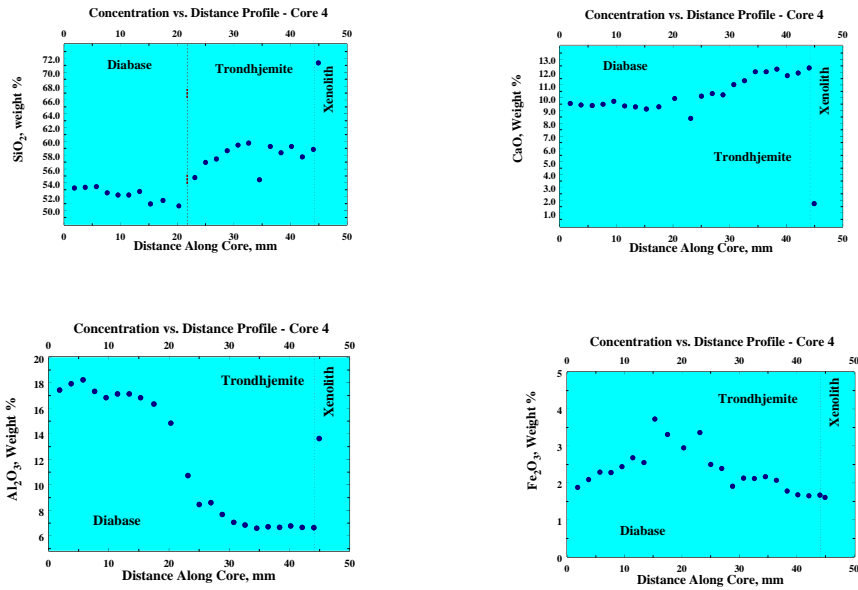 Concentration vs. Distance Profile - Core 4
0 10 20 30 40 50
72.0
70.0
68.0
66.0
64.0
62.0
60.0
58.0
56.0
54.0
52.0
50.0
SiO2, weight %
Diabase
Trondhjemite
Xenolith
0 10 20 30 40 50
Distance Along Core, mm
Concentration vs. Distance Profile - Core 4
0 10 20 30 40 50
13.0
12.0
11.0
10.0
9.0
8.0
7.0
6.0
5.0
4.0
3.0
2.0
1.0
CaO, Weight %
Diabase
Trondhjemite
Xenolith
0 10 20 30 40 50
Distance Along Core, mm
Concentration vs. Distance Profile - Core 4
0 10 20 30 40 50
20
18
16
14
12
10
8
6
Al2O3, Weight %
Trondhjemite
Xenolith
Diabase
0 10 20 30 40 50
Distance Along Core, mm
Concentration vs. Distance Profile - Core 4
0 10 20 30 40 50
5
4
3
2
1
0
Fe2O3, Weight %
Trondhjemite
Xenolith
Diabase
0 10 20 30 40 50
Distance Along Core, mm